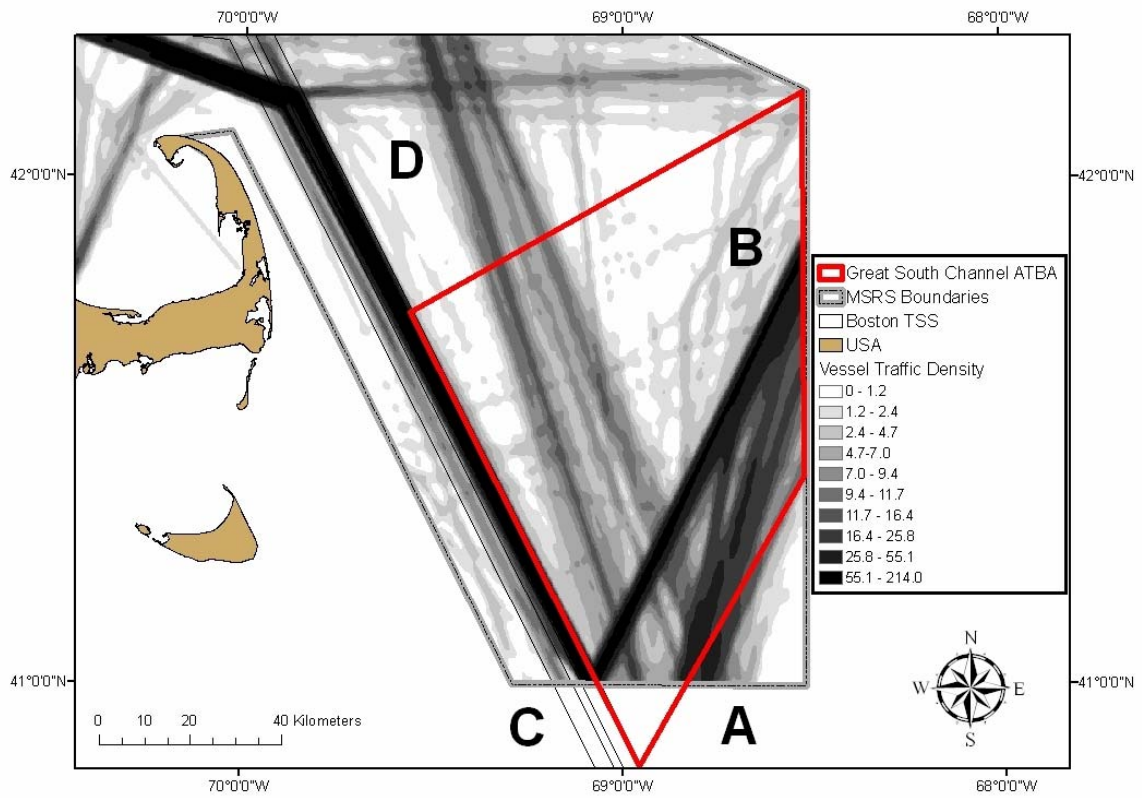 70°0'0"W 69°0'0"W 68°0'0"W
42°0'0"N 42°0'0"N
D
B
Great South Channel ATBA
MSRS Boundaries
Boston TSS
USA
Vessel Traffic Density
0 - 1.2
1.2 - 2.4
2.4 - 4.7
4.7-7.0
7.0 - 9.4
9.4 - 11.7
11.7 - 16.4
16.4 - 25.8
25.8 - 55.1
55.1 - 214.0
N
W E
S
41°0'0"N 41°0'0"N
0 10 20 40 Kilometers
C A
70°0'0"W 69°0'0"W 68°0'0"W